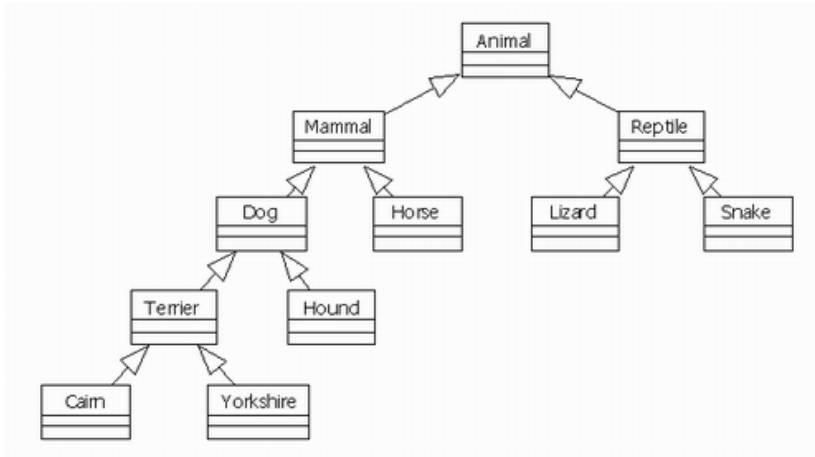 Animal
Mammal
Reptile
Dog
Horse
Lizard
Snake
Terrier
Hound
Cairn
Yorkshire